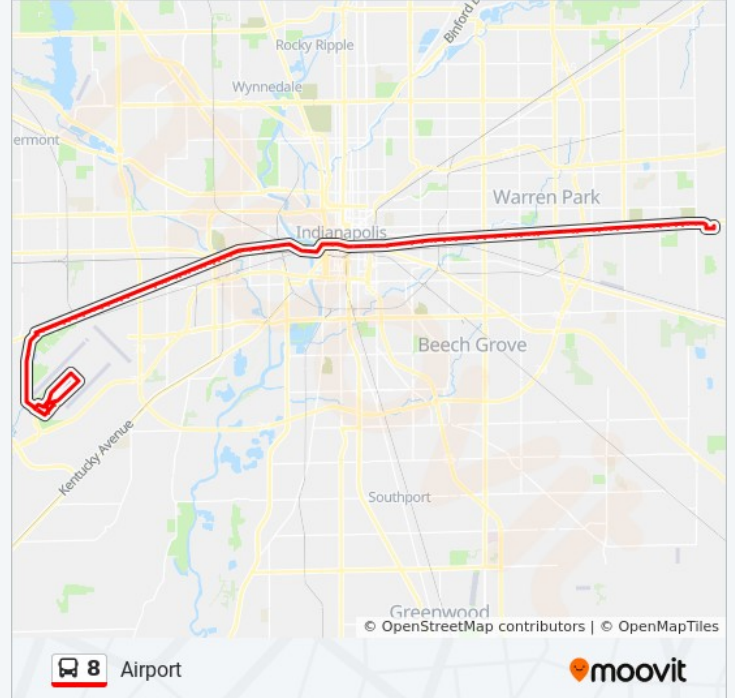 Binford B
Rocky Ripple
Wynnedale
ermont
Warren Park
Indianapolis
Beech Grove
Kentucky Avenue
Southport
Greenwood
© OpenStreetMap contributors | © OpenMapTiles
8 Airport
moovit